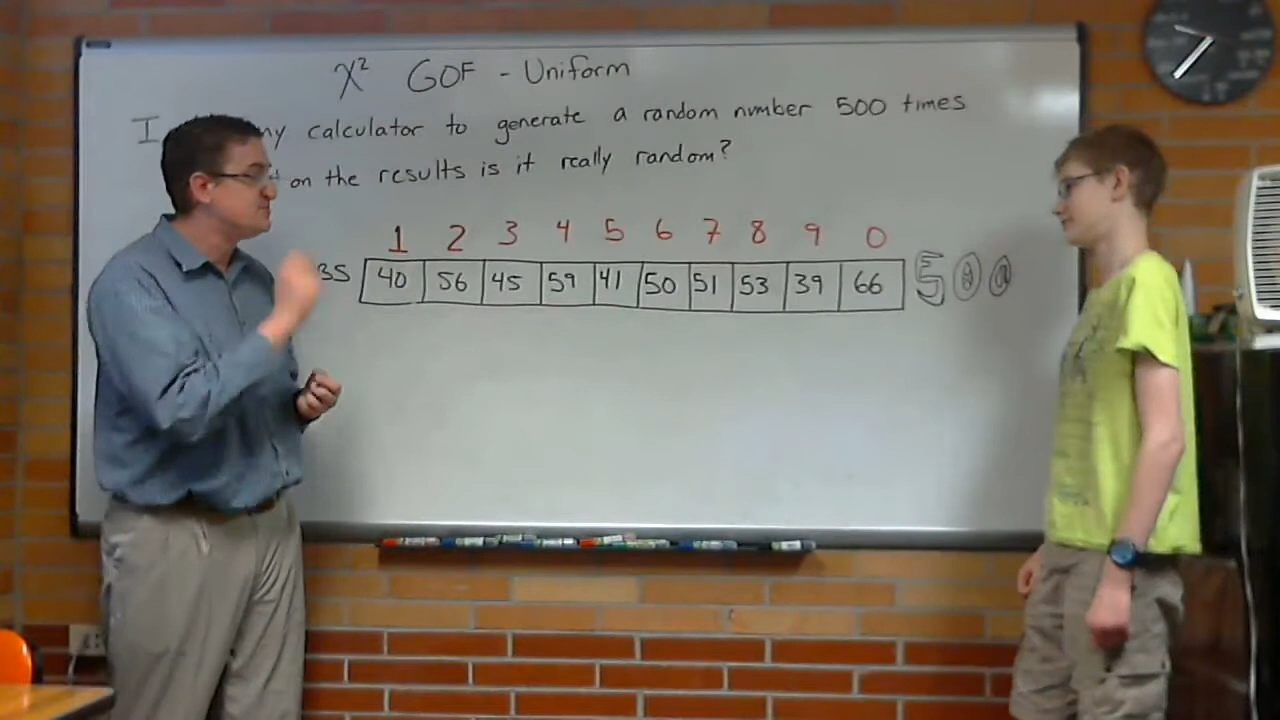 χ² GOF - Uniform
I my calculator to generate a random number 500 times
on the results is it really random?
1 2 3 4 5 6 7 8 9 0
40 56 45 59 41 50 51 53 39 66 500